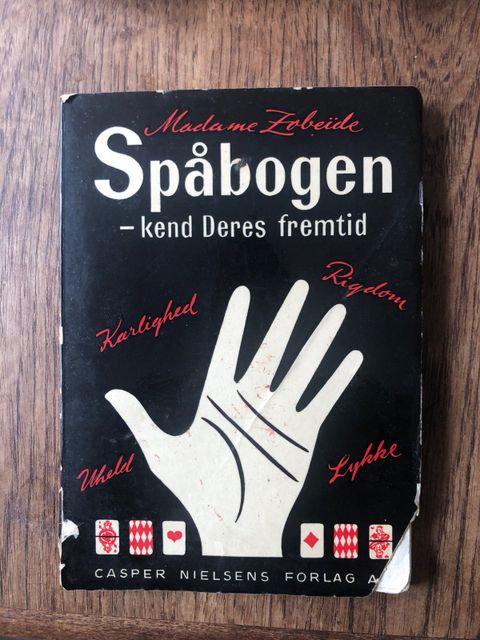 Madame Zobeïde
Spåbogen
– kend Deres fremtid
Rigdom
Kærlighed
Uheld
Lykke
CASPER NIELSENS FORLAG A